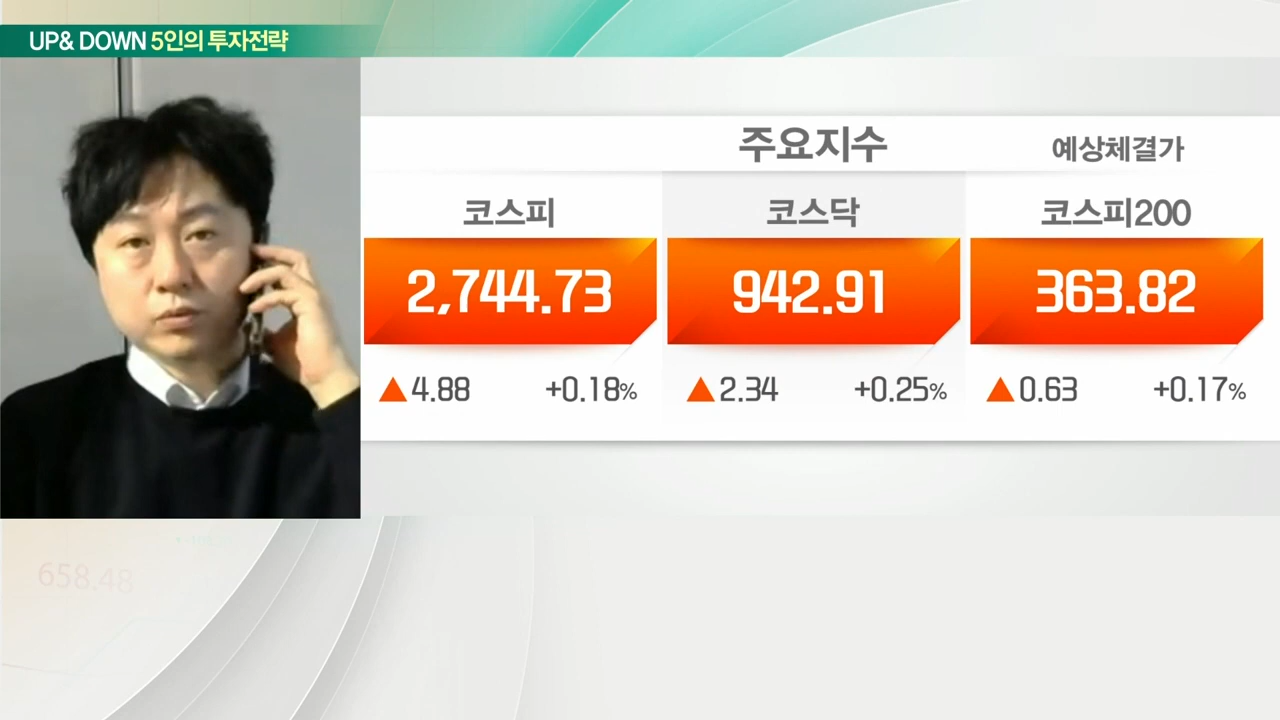 UP& DOWN 5인의 투자전략
주요지수
예상체결가
코스피
코스닥
코스피200
2,744.73
942.91
363.82
▲4.88 +0.18%
▲2.34 +0.25%
▲0.63 +0.17%
658.48